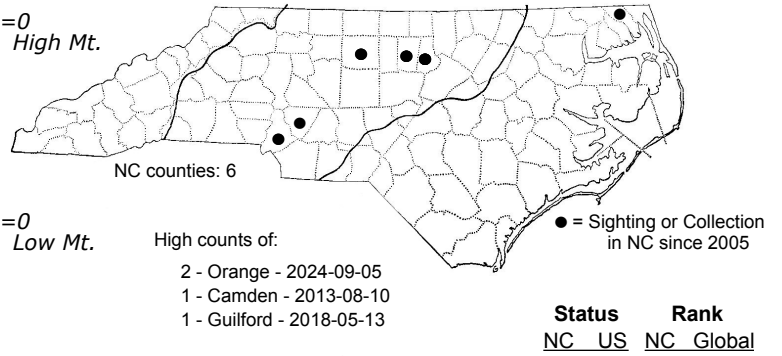 =0
High Mt.
NC counties: 6
=0
Low Mt.
High counts of:
2 - Orange - 2024-09-05
1 - Camden - 2013-08-10
1 - Guilford - 2018-05-13
● = Sighting or Collection
in NC since 2005
Status Rank
NC US NC Global